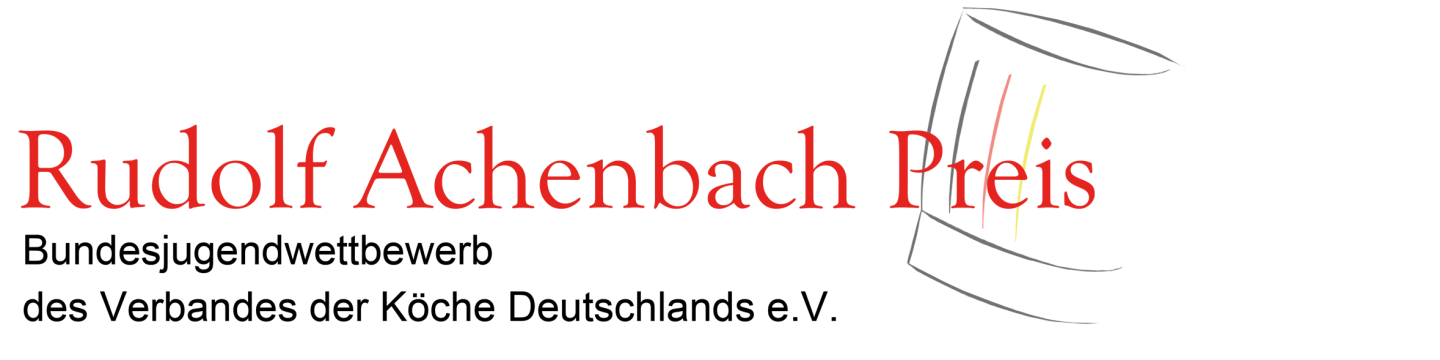 Rudolf Achenbach Preis
Bundesjugendwettbewerb
des Verbandes der Köche Deutschlands e.V.